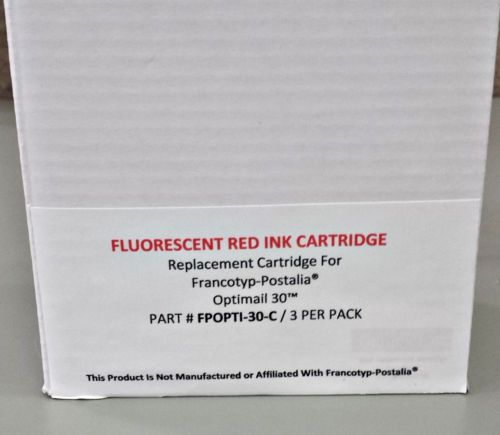 FLUORESCENT RED INK CARTRIDGE
Replacement Cartridge For
Francotyp-Postalia®
Optimail 30™
PART # FPOPTI-30-C / 3 PER PACK
This Product Is Not Manufactured or Affiliated With Francotyp-Postalia®